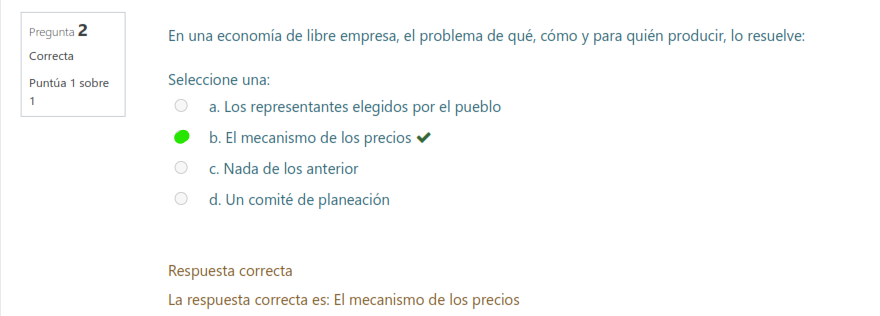 Pregunta 2
Correcta
Puntúa 1 sobre
1
En una economía de libre empresa, el problema de qué, cómo y para quién producir, lo resuelve:
Seleccione una:
a. Los representantes elegidos por el pueblo
b. El mecanismo de los precios ✔
c. Nada de los anterior
d. Un comité de planeación
Respuesta correcta
La respuesta correcta es: El mecanismo de los precios